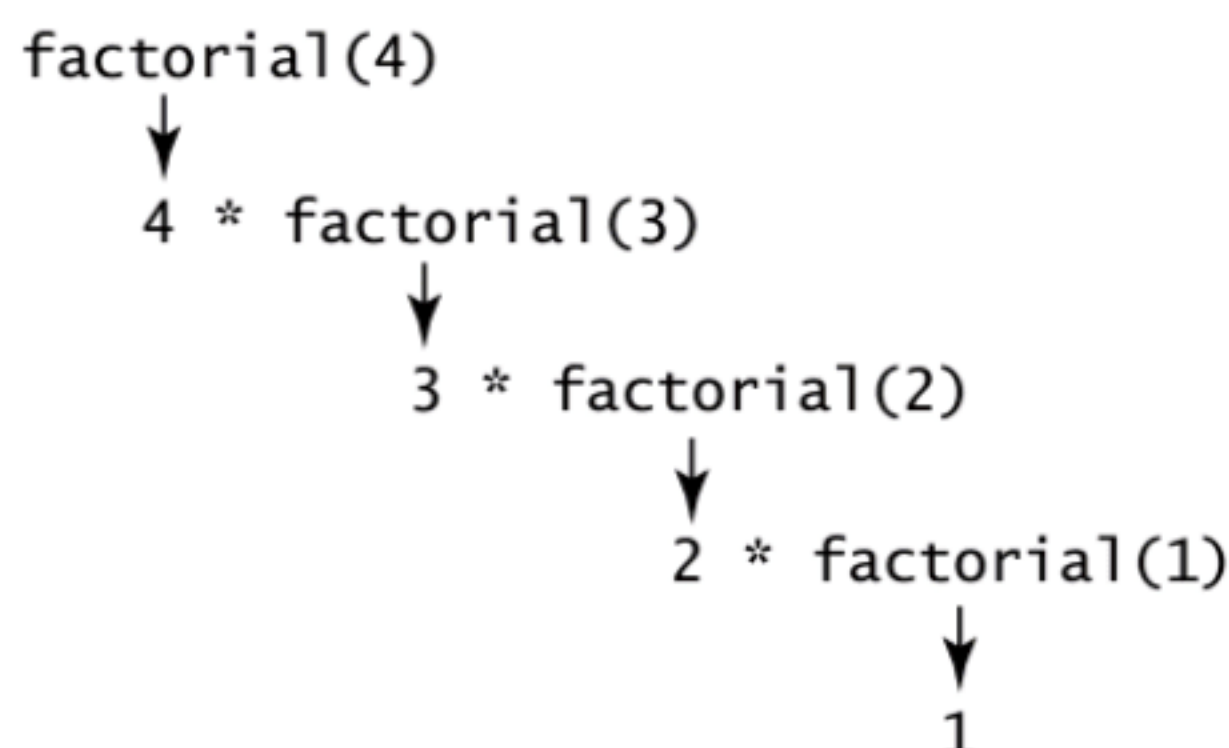 factorial(4)
4 * factorial(3)
3 * factorial(2)
2 * factorial(1)
1